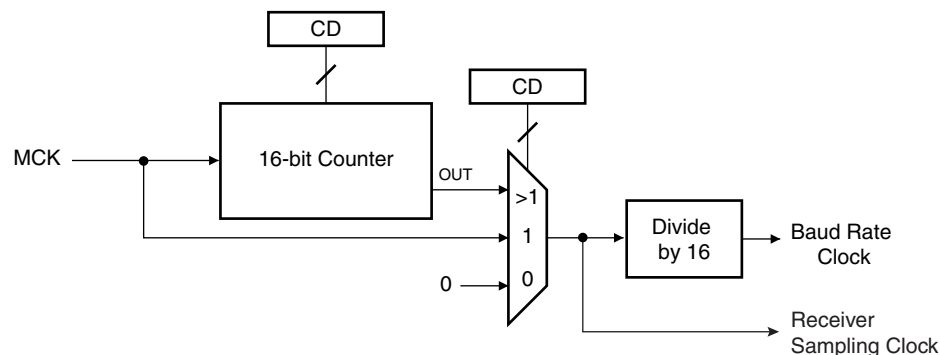 CD
CD
MCK
16-bit Counter
OUT
>1
1
0
0
Divide
by 16
Baud Rate
Clock
Receiver
Sampling Clock